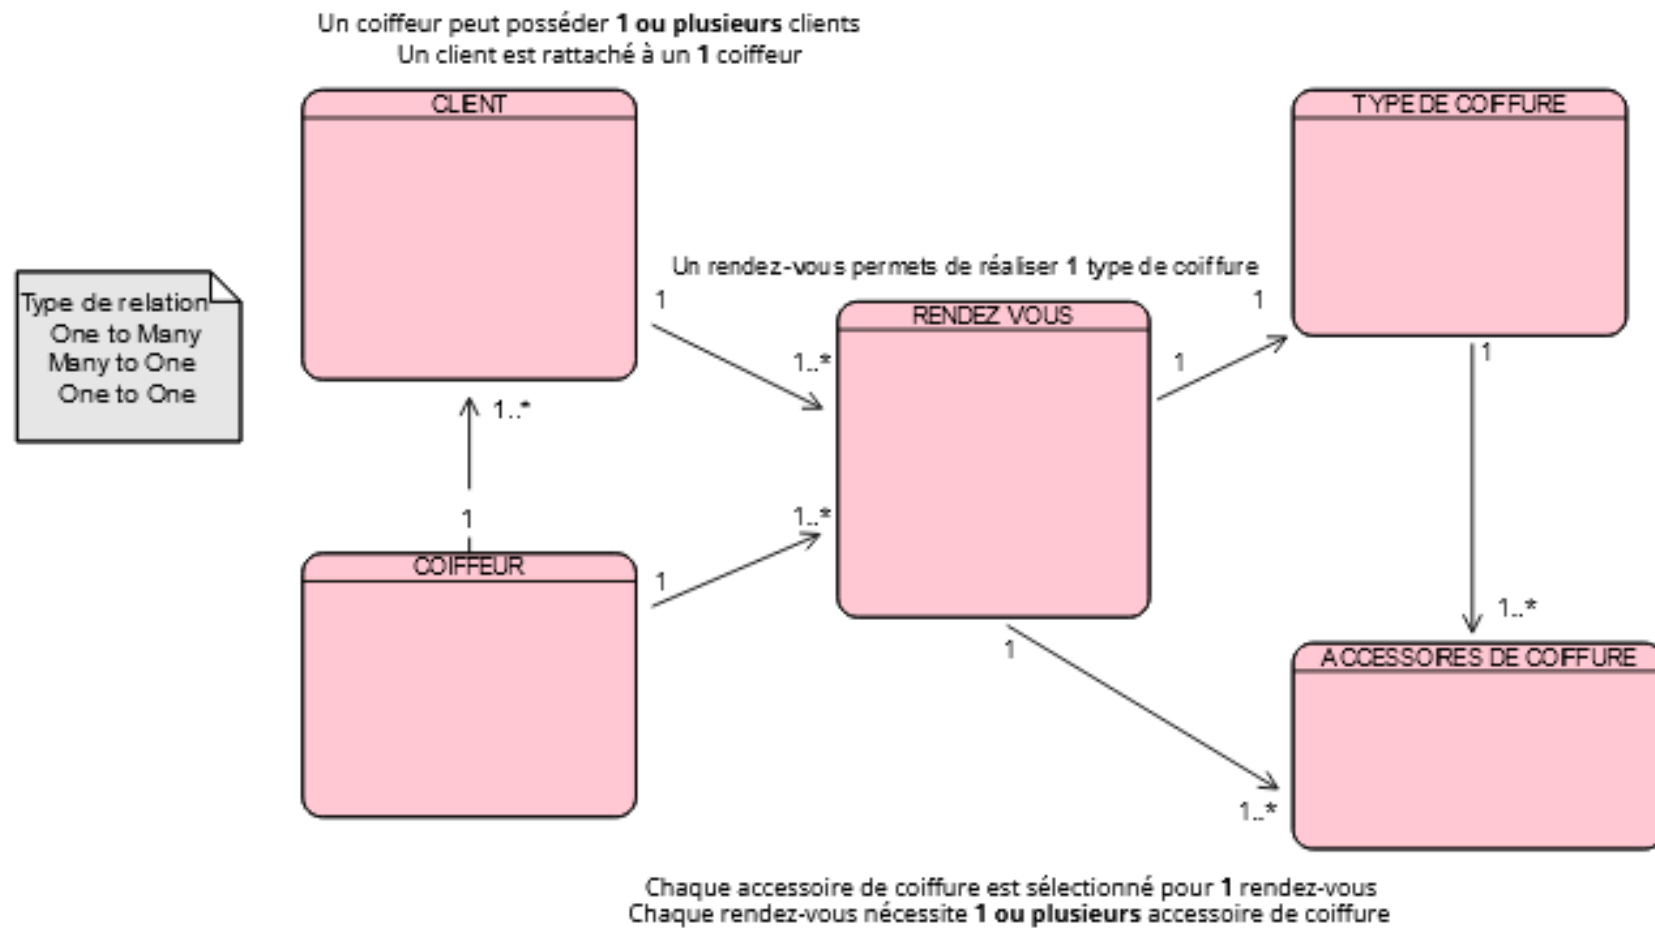 Un coiffeur peut posséder 1 ou plusieurs clients
Un client est rattaché à un 1 coiffeur
CLIENT
TYPE DE COIFFURE
Type de relation
One to Many
Many to One
One to One
Un rendez-vous permets de réaliser 1 type de coiffure
1
1
RENDEZ VOUS
1..*
1
1
1..*
1..*
1
COIFFEUR
1
1..*
1
ACCESSOIRES DE COIFFURE
1..*
Chaque accessoire de coiffure est sélectionné pour 1 rendez-vous
Chaque rendez-vous nécessite 1 ou plusieurs accessoire de coiffure